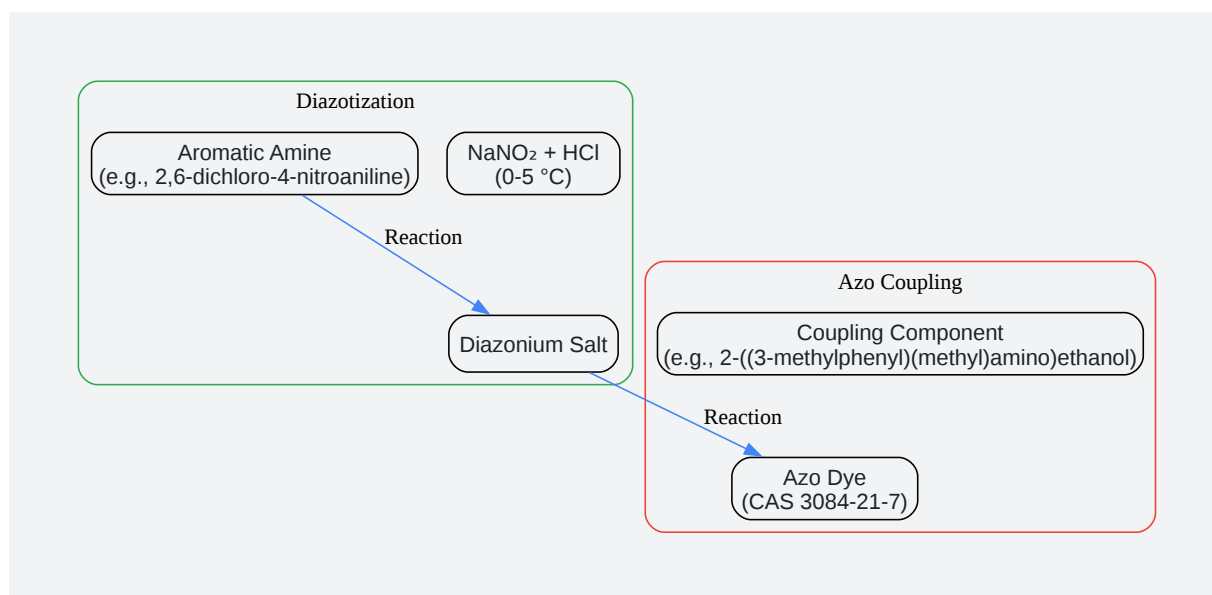 Diazotization
Aromatic Amine
(e.g., 2,6-dichloro-4-nitroaniline)
NaNO₂ + HCl
(0-5 °C)
Reaction
Diazonium Salt
Azo Coupling
Coupling Component
(e.g., 2-((3-methylphenyl)(methyl)amino)ethanol)
Reaction
Azo Dye
(CAS 3084-21-7)